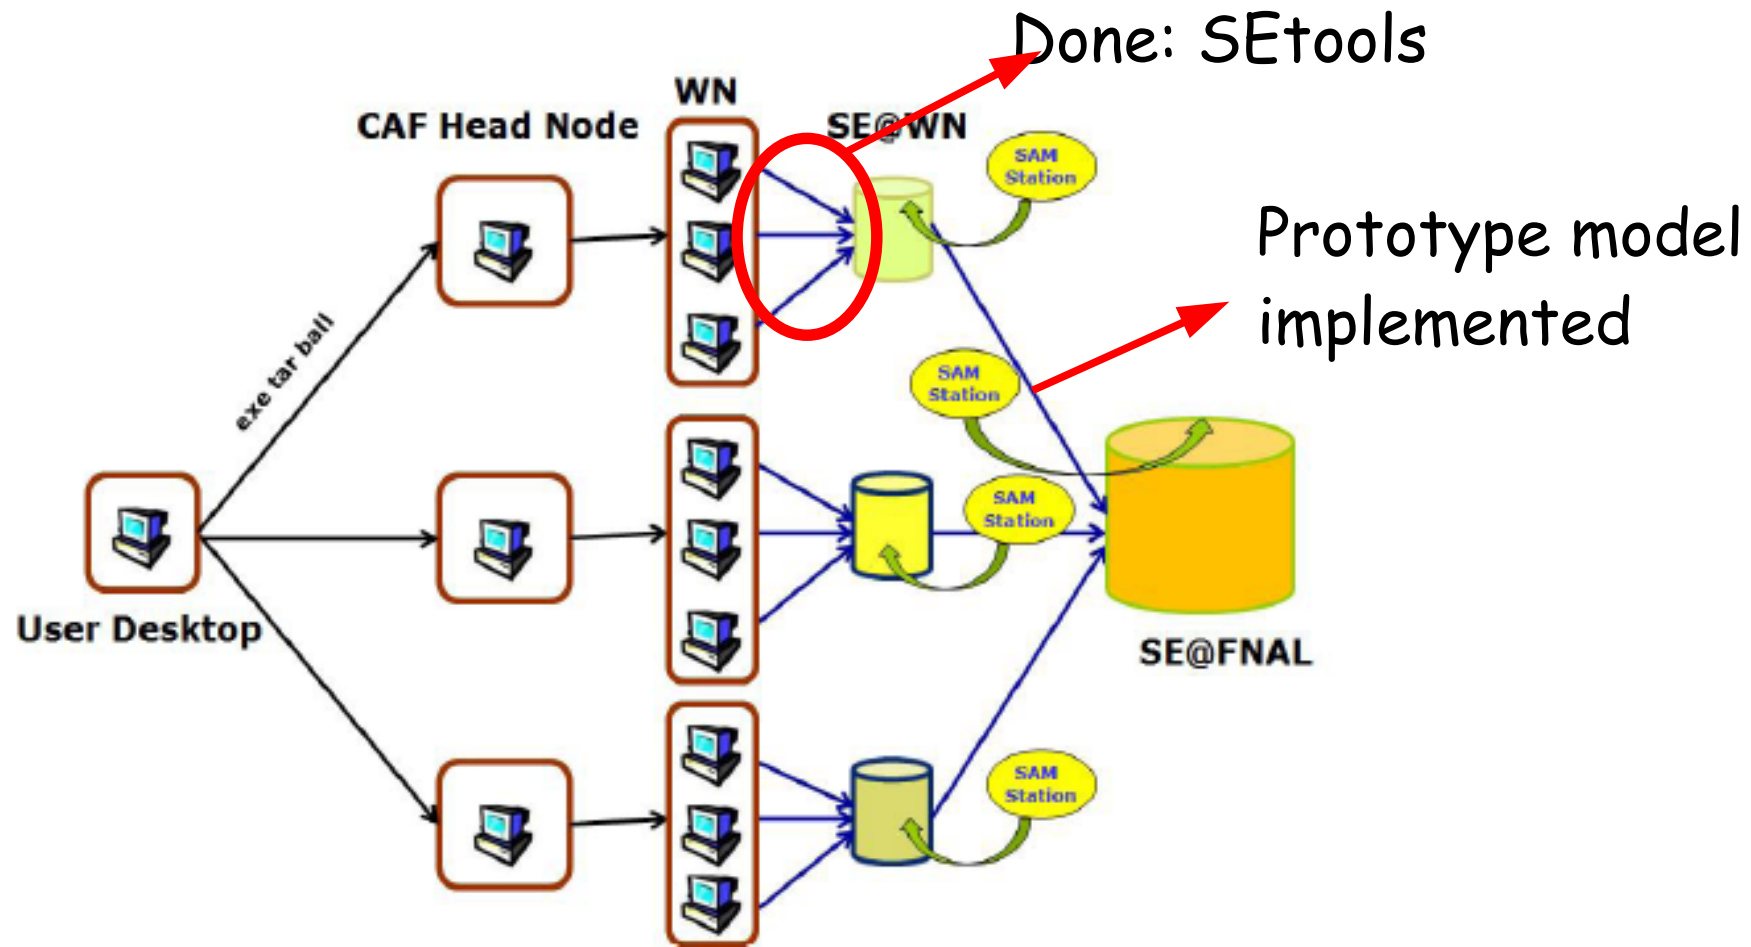 Done: SEtools
WN
CAF Head Node
SE@WN
SAM
Station
Prototype model
implemented
exe tar ball
SAM
Station
SAM
Station
User Desktop
SE@FNAL
SAM
Station